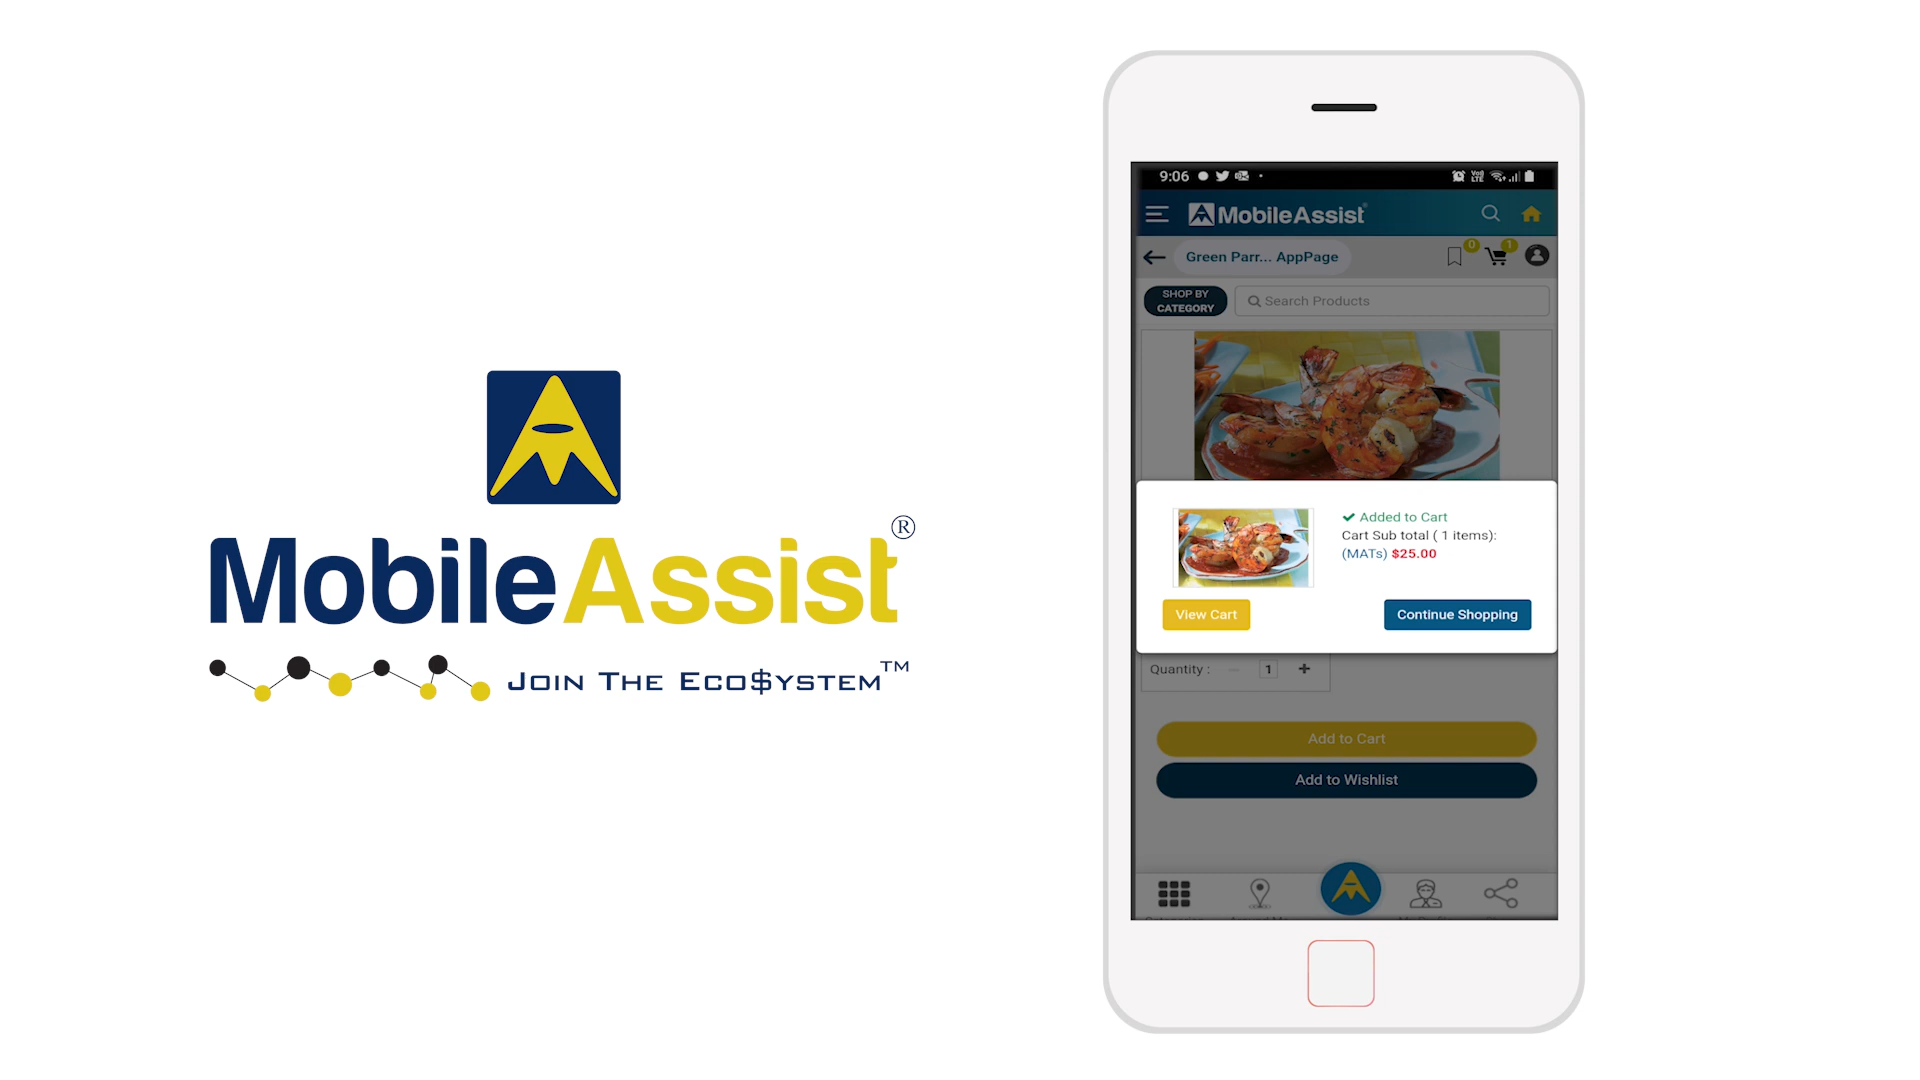 MobileAssist®
JOIN THE ECO$YSTEM™
9:06
MobileAssist
Green Parr... AppPage
0
1
SHOP BY
CATEGORY
Search Products
Added to Cart
Cart Sub total ( 1 items):
(MATs) $25.00
View Cart
Continue Shopping
Quantity :
1
Add to Cart
Add to Wishlist